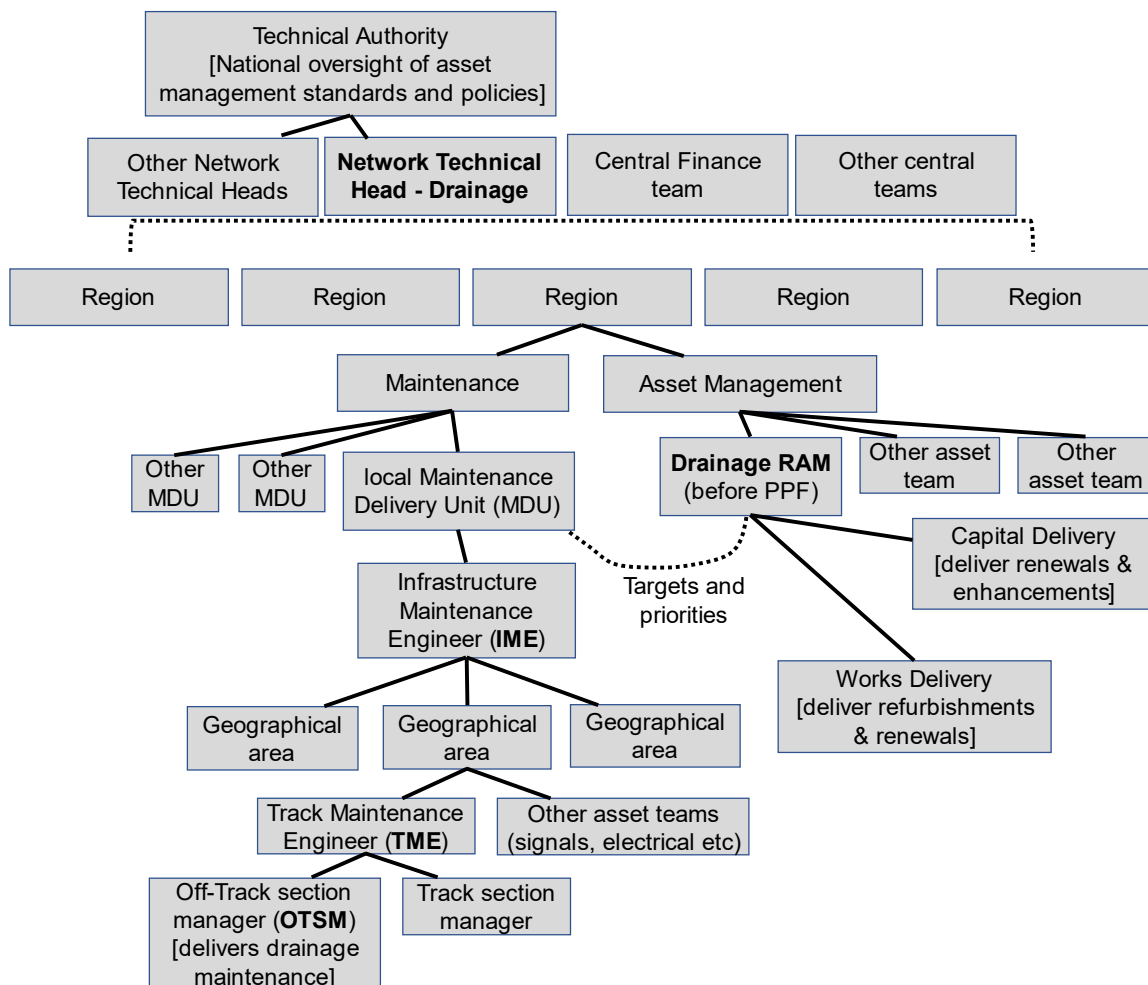 Technical Authority
[National oversight of asset
management standards and policies]
Other Network
Technical Heads
Network Technical
Head - Drainage
Central Finance
team
Other central
teams
Region
Region
Region
Region
Region
Maintenance
Asset Management
Other
MDU
Other
MDU
local Maintenance
Delivery Unit (MDU)
Drainage RAM
(before PPF)
Other asset
team
Other
asset team
Capital Delivery
[deliver renewals &
enhancements]
Infrastructure
Maintenance
Engineer (IME)
Targets and
priorities
Works Delivery
[deliver refurbishments
& renewals]
Geographical
area
Geographical
area
Geographical
area
Track Maintenance
Engineer (TME)
Other asset teams
(signals, electrical etc)
Off-Track section
manager (OTSM)
[delivers drainage
maintenance]
Track section
manager